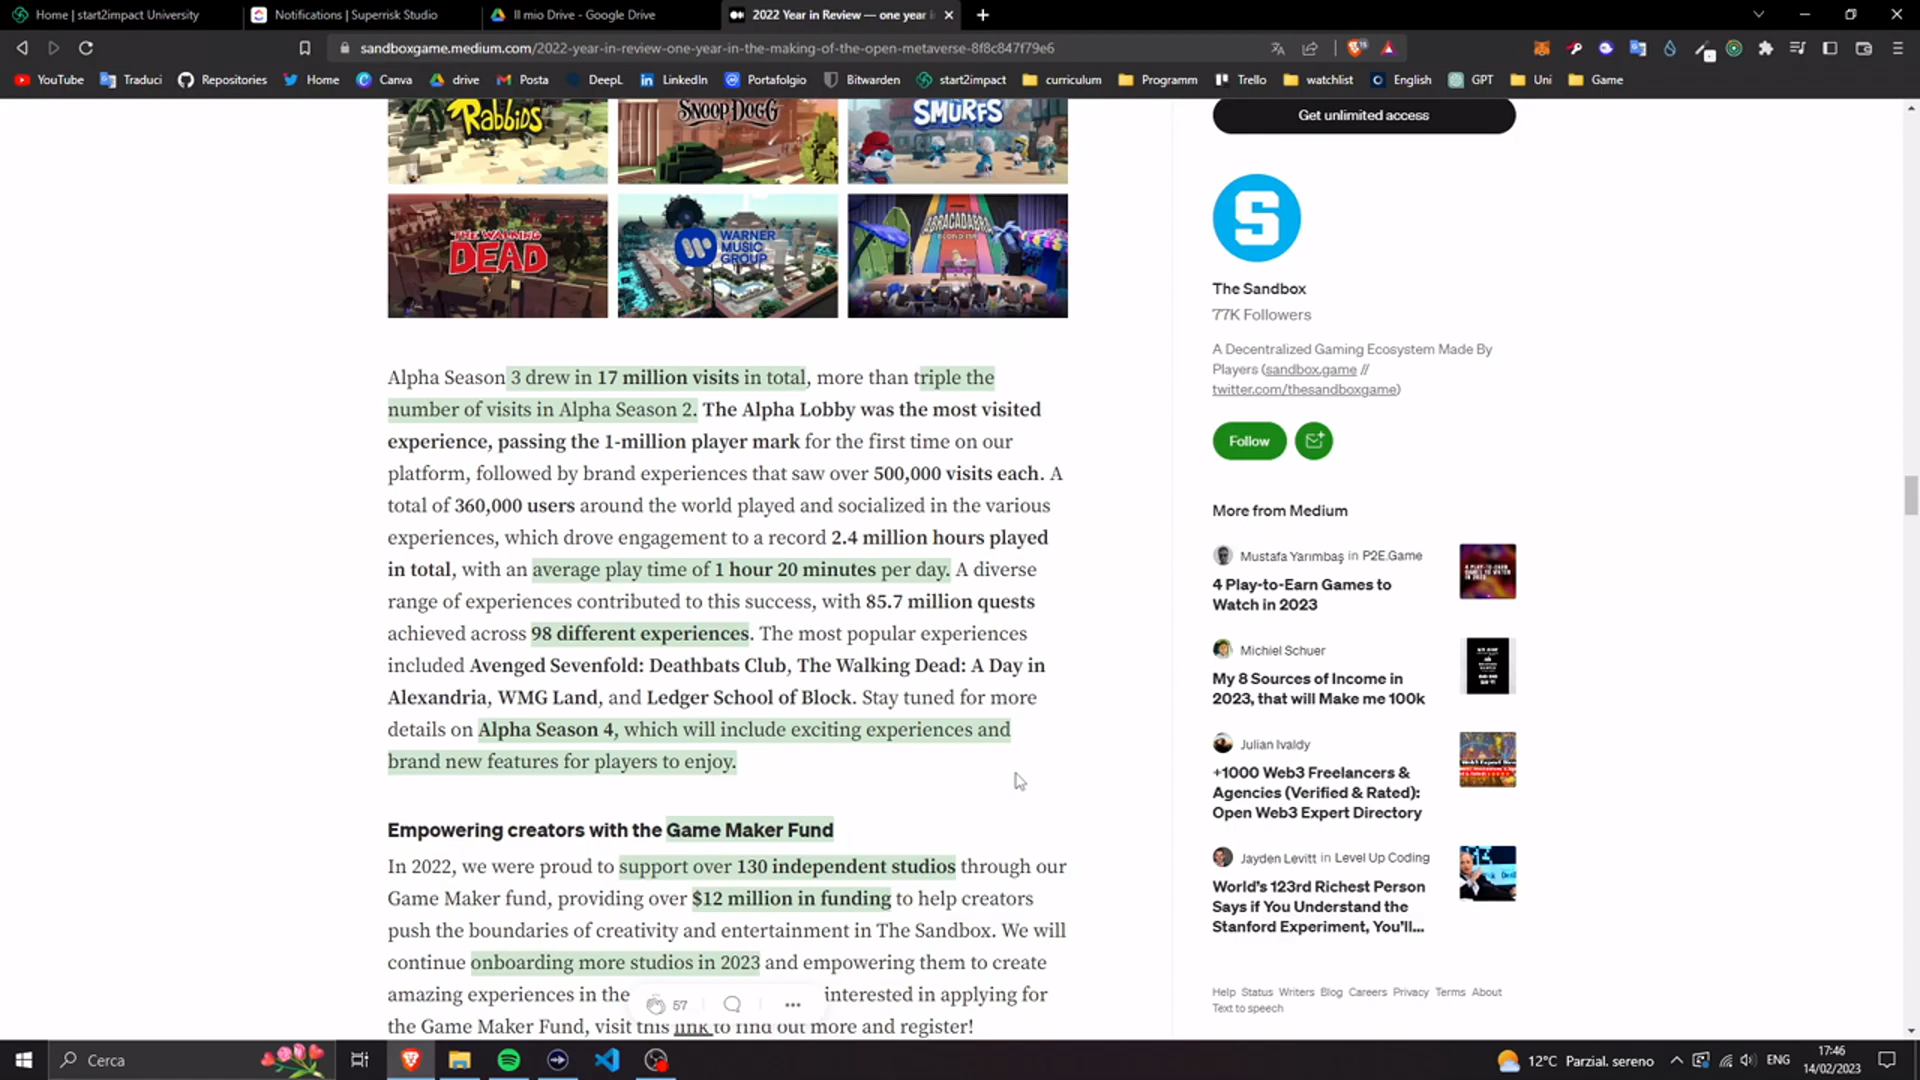 Home | start2impact University
Notifications | Superrisk Studio
Il mio Drive - Google Drive
2022 Year in Review — one year i
sandboxgame.medium.com/2022-year-in-review-one-year-in-the-making-of-the-open-metaverse-8f8c847f79e6
YouTube Traduci Repositories Home Canva drive Posta DeepL LinkedIn Portafolgio Bitwarden start2impact curriculum Programm Trello watchlist English GPT Uni Game
RabbiDS
SNOOP DOGG
SMURFS
THE WALKING
DEAD
WARNER
MUSIC
GROUP
ABRACADABRA
Alpha Season 3 drew in 17 million visits in total, more than triple the
number of visits in Alpha Season 2. The Alpha Lobby was the most visited
experience, passing the 1-million player mark for the first time on our
platform, followed by brand experiences that saw over 500,000 visits each. A
total of 360,000 users around the world played and socialized in the various
experiences, which drove engagement to a record 2.4 million hours played
in total, with an average play time of 1 hour 20 minutes per day. A diverse
range of experiences contributed to this success, with 85.7 million quests
achieved across 98 different experiences. The most popular experiences
included Avenged Sevenfold: Deathbats Club, The Walking Dead: A Day in
Alexandria, WMG Land, and Ledger School of Block. Stay tuned for more
details on Alpha Season 4, which will include exciting experiences and
brand new features for players to enjoy.
Empowering creators with the Game Maker Fund
In 2022, we were proud to support over 130 independent studios through our
Game Maker fund, providing over $12 million in funding to help creators
push the boundaries of creativity and entertainment in The Sandbox. We will
continue onboarding more studios in 2023 and empowering them to create
amazing experiences in the interested in applying for
57
the Game Maker Fund, visit this link to find out more and register!
Get unlimited access
S
The Sandbox
77K Followers
A Decentralized Gaming Ecosystem Made By
Players (sandbox.game //
twitter.com/thesandboxgame)
Follow
More from Medium
Mustafa Yarımbaş in P2E.Game
4 Play-to-Earn Games to
Watch in 2023
Michiel Schuer
My 8 Sources of Income in
2023, that will Make me 100k
Julian Ivaldy
+1000 Web3 Freelancers &
Agencies (Verified & Rated):
Open Web3 Expert Directory
Jayden Levitt in Level Up Coding
World's 123rd Richest Person
Says if You Understand the
Stanford Experiment, You'll...
Help Status Writers Blog Careers Privacy Terms About
Text to speech
Cerca
12°C Parzial. sereno
ENG
17:46
14/02/2023